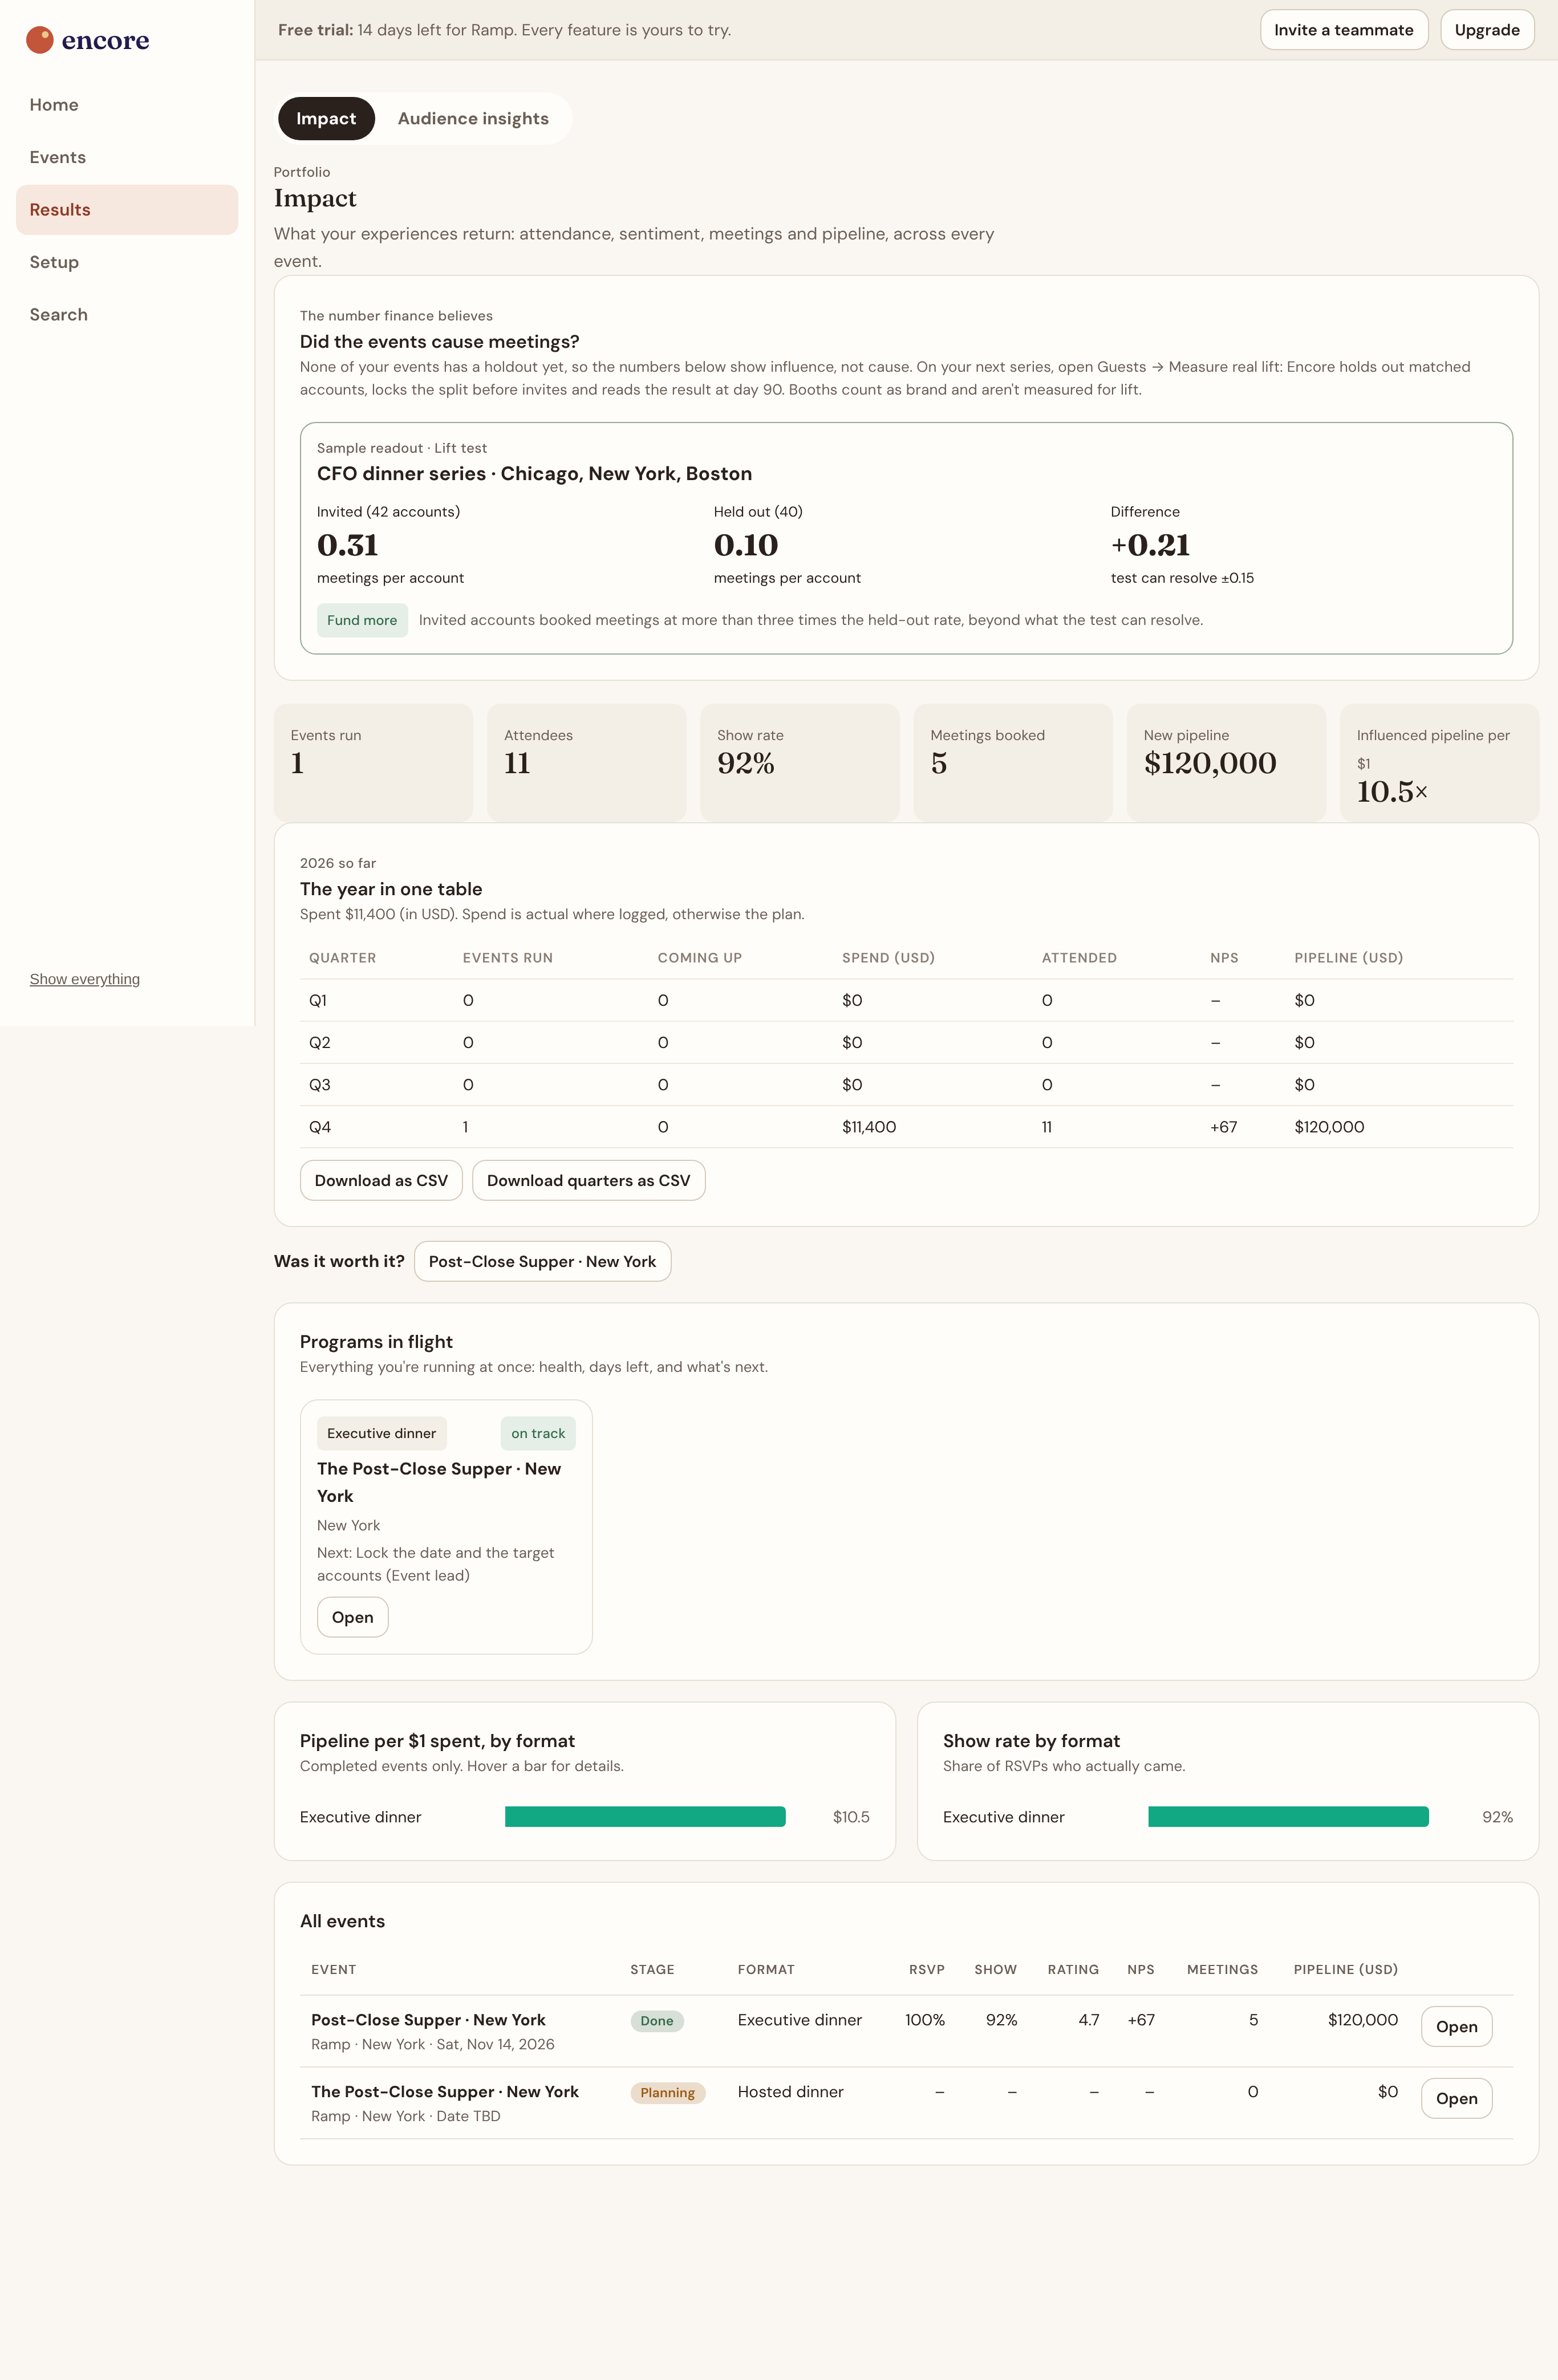 encore
Home
Events
Results
Setup
Search
Show everything
Free trial: 14 days left for Ramp. Every feature is yours to try.
Invite a teammate
Upgrade
Impact
Audience insights
Portfolio
Impact
What your experiences return: attendance, sentiment, meetings and pipeline, across every
event.
The number finance believes
Did the events cause meetings?
None of your events has a holdout yet, so the numbers below show influence, not cause. On your next series, open Guests → Measure real lift: Encore holds out matched
accounts, locks the split before invites and reads the result at day 90. Booths count as brand and aren't measured for lift.
Sample readout · Lift test
CFO dinner series · Chicago, New York, Boston
Invited (42 accounts)
0.31
meetings per account
Held out (40)
0.10
meetings per account
Difference
+0.21
test can resolve ±0.15
Fund more
Invited accounts booked meetings at more than three times the held-out rate, beyond what the test can resolve.
Events run
1
Attendees
11
Show rate
92%
Meetings booked
5
New pipeline
$120,000
Influenced pipeline per
$1
10.5×
2026 so far
The year in one table
Spent $11,400 (in USD). Spend is actual where logged, otherwise the plan.
QUARTER EVENTS RUN COMING UP SPEND (USD) ATTENDED NPS PIPELINE (USD)
Q1 0 0 $0 0 – $0
Q2 0 0 $0 0 – $0
Q3 0 0 $0 0 – $0
Q4 1 0 $11,400 11 +67 $120,000
Download as CSV
Download quarters as CSV
Was it worth it?
Post-Close Supper · New York
Programs in flight
Everything you're running at once: health, days left, and what's next.
Executive dinner
on track
The Post-Close Supper · New
York
New York
Next: Lock the date and the target
accounts (Event lead)
Open
Pipeline per $1 spent, by format
Completed events only. Hover a bar for details.
Executive dinner $10.5
Show rate by format
Share of RSVPs who actually came.
Executive dinner 92%
All events
EVENT STAGE FORMAT RSVP SHOW RATING NPS MEETINGS PIPELINE (USD)
Post-Close Supper · New York Done Executive dinner 100% 92% 4.7 +67 5 $120,000 Open
Ramp · New York · Sat, Nov 14, 2026
The Post-Close Supper · New York Planning Hosted dinner – – – – 0 $0 Open
Ramp · New York · Date TBD